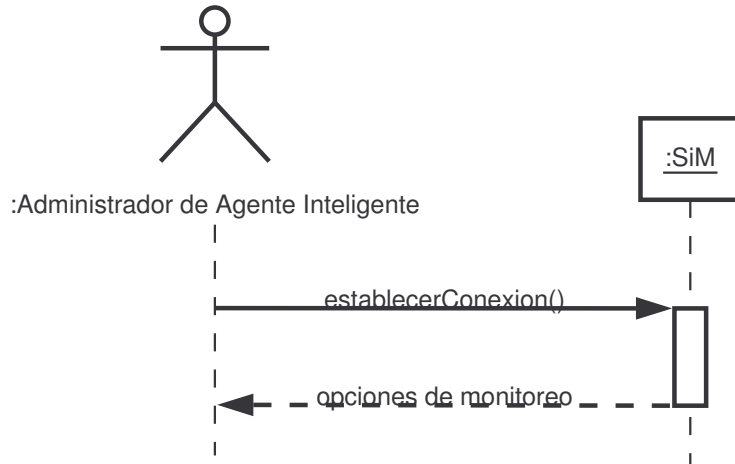 :SiM
:Administrador de Agente Inteligente
establecerConexion()
opciones de monitoreo